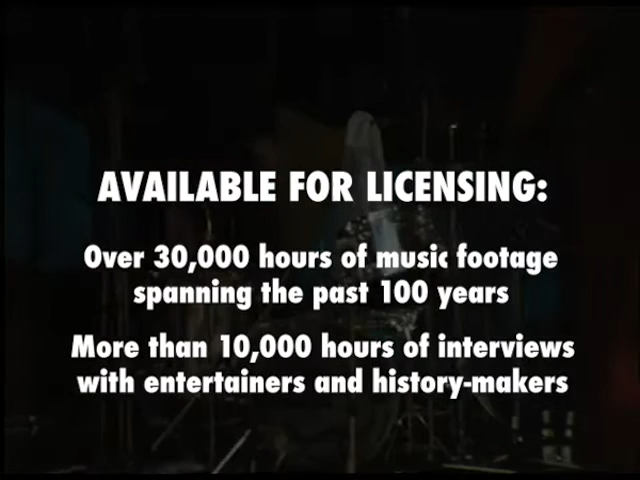 AVAILABLE FOR LICENSING:
Over 30,000 hours of music footage
spanning the past 100 years
More than 10,000 hours of interviews
with entertainers and history-makers